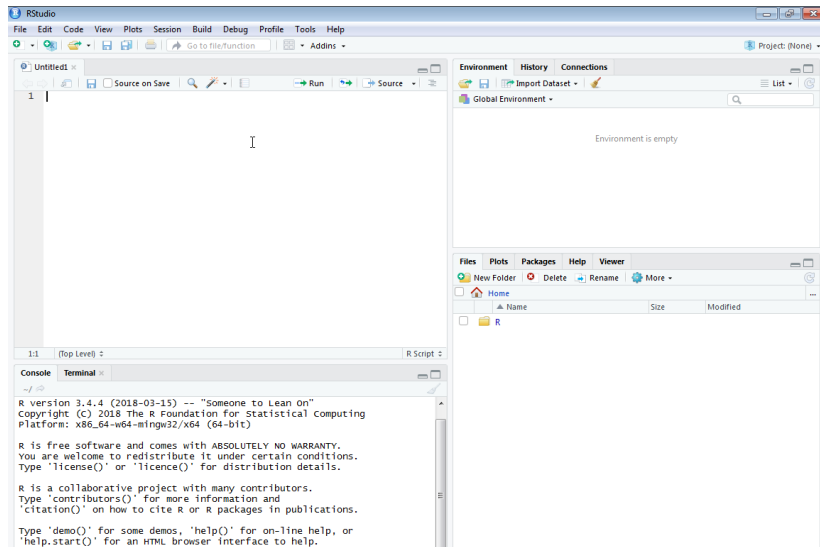 RStudio
File Edit Code View Plots Session Build Debug Profile Tools Help
Go to file/function Addins Project: (None)
Untitled1
Source on Save Run Source
1
1:1 (Top Level) R Script
Console Terminal
~/
R version 3.4.4 (2018-03-15) -- "Someone to Lean On"
Copyright (C) 2018 The R Foundation for Statistical Computing
Platform: x86_64-w64-mingw32/x64 (64-bit)
R is free software and comes with ABSOLUTELY NO WARRANTY.
You are welcome to redistribute it under certain conditions.
Type 'license()' or 'licence()' for distribution details.
R is a collaborative project with many contributors.
Type 'contributors()' for more information and
'citation()' on how to cite R or R packages in publications.
Type 'demo()' for some demos, 'help()' for on-line help, or
'help.start()' for an HTML browser interface to help.
Environment History Connections
Import Dataset List
Global Environment
Environment is empty
Files Plots Packages Help Viewer
New Folder Delete Rename More
Home ...
Name Size Modified
R